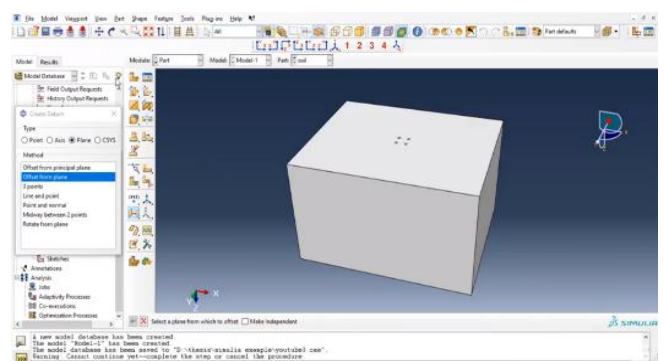 File Model Viewport View Part Shape Feature Tools Plug-ins Help
All
Part defaults
1 2 3 4
Model Results
Module: Part Model: Model-1 Part: soil
Model Database
Field Output Requests
History Output Requests
Create Datum
Type
Point Axis Plane CSYS
Method
Offset from principal plane
Offset from plane
3 points
Line and point
Point and normal
Midway between 2 points
Rotate from plane
Sketches
Annotations
Analysis
Jobs
Adaptivity Processes
Co-executions
Optimization Processes
Y X
Select a plane from which to offset Make Independent
SIMULIA
A new model database has been created.
The model "Model-1" has been created.
Warning: Cannot continue yet--complete the step or cancel the procedure.